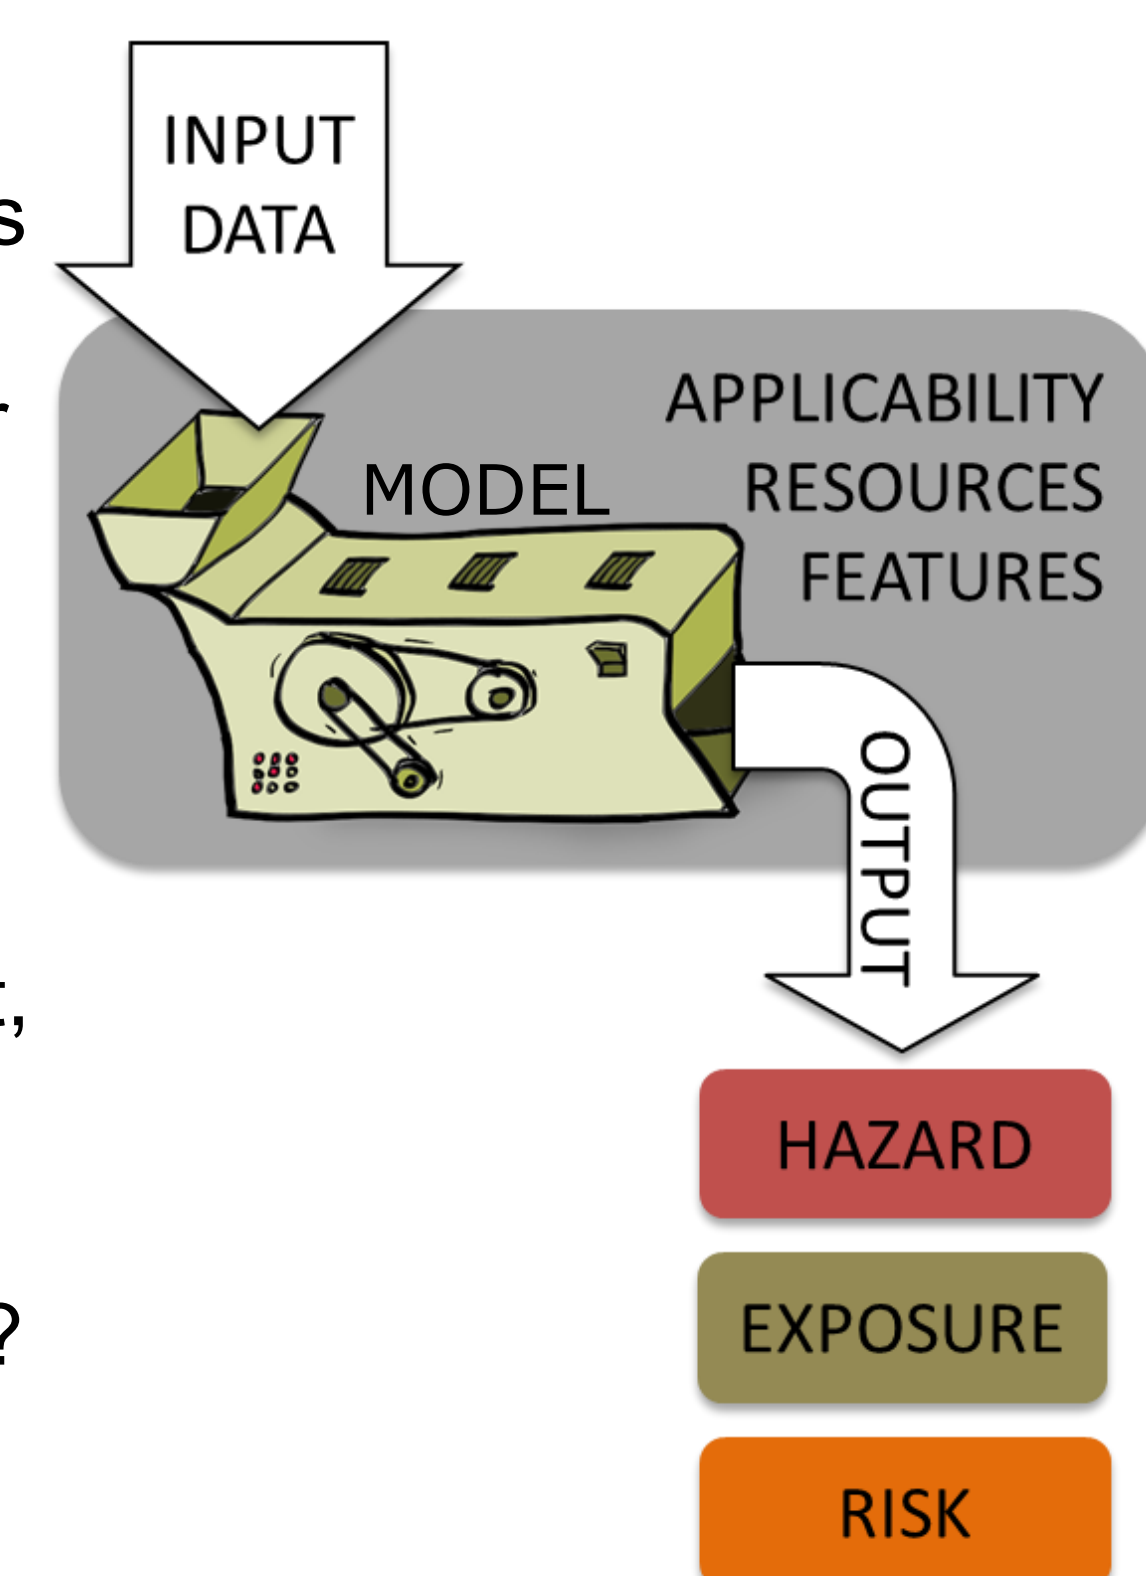 INPUT
DATA
s
r
APPLICABILITY
MODEL
RESOURCES
FEATURES
OUTPUT
t,
HAZARD
?
EXPOSURE
RISK